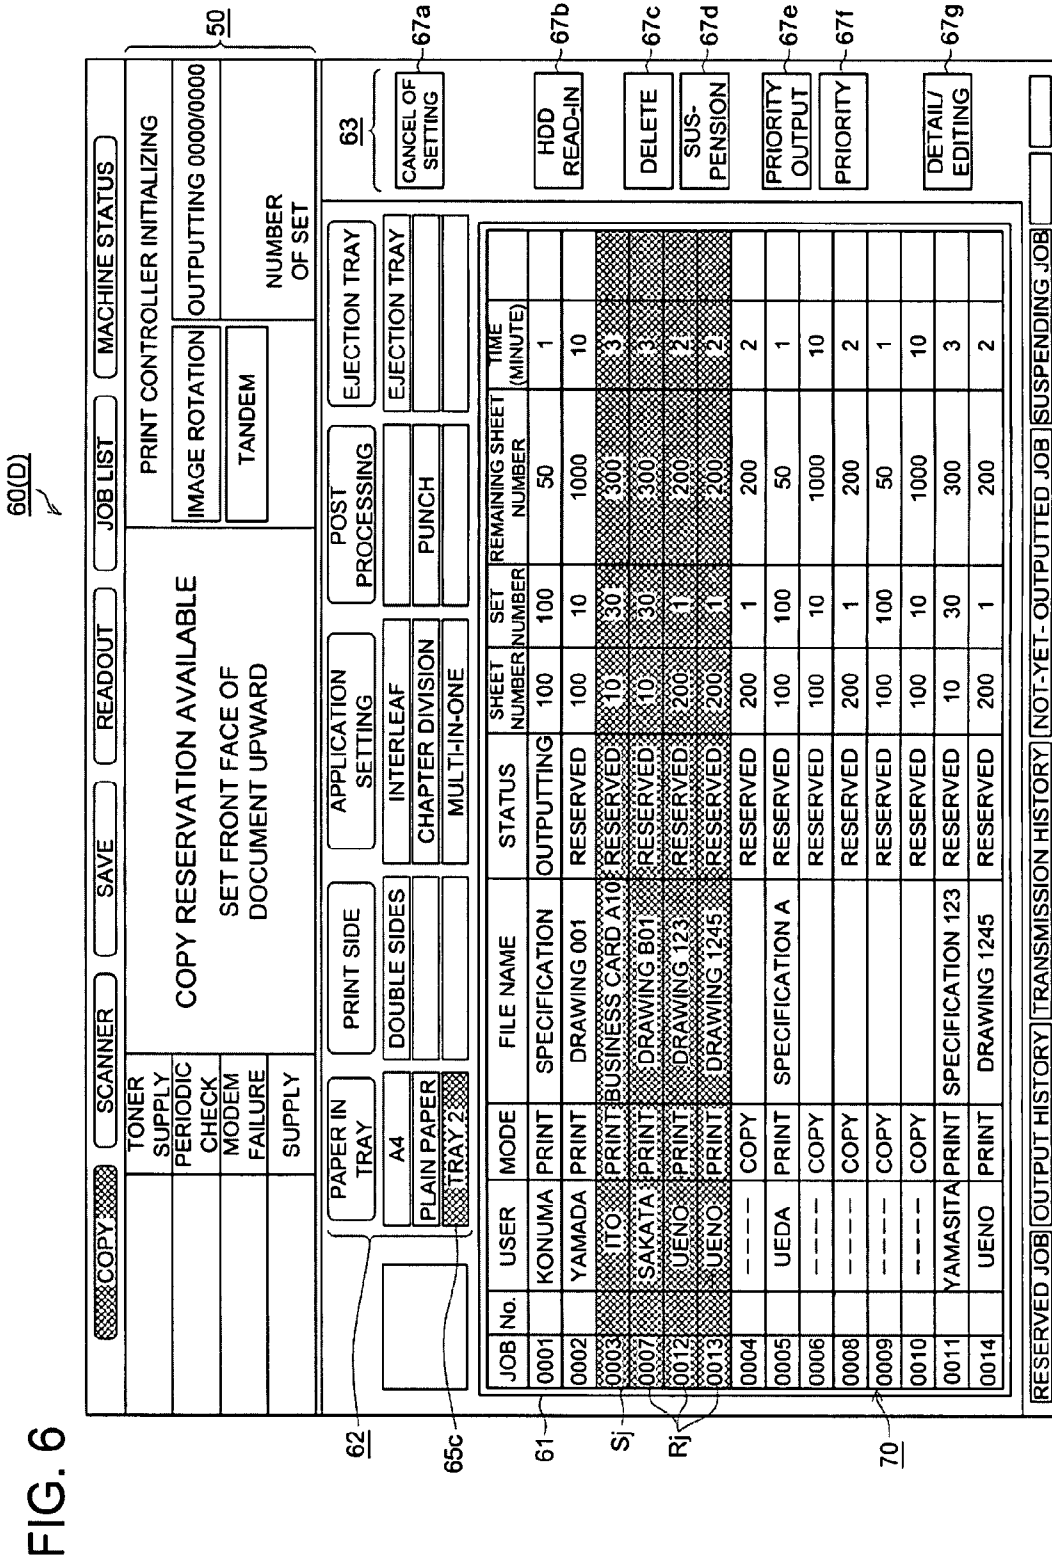 FIG. 6
60(LD)
COPY SCANNER SAVE READOUT JOB LIST MACHINE STATUS
TONER SUPPLY
PERIODIC CHECK
MODEM FAILURE
SUPPLY
COPY RESERVATION AVAILABLE
SET FRONT FACE OF
DOCUMENT UPWARD
PRINT CONTROLLER INITIALIZING
IMAGE ROTATION OUTPUTTING 0000/0000
TANDEM
NUMBER
OF SET
50
62
65c
PAPER IN TRAY PRINT SIDE APPLICATION SETTING POST PROCESSING EJECTION TRAY
A4 DOUBLE SIDES INTERLEAF EJECTION TRAY
PLAIN PAPER CHAPTER DIVISION PUNCH
TRAY 2 MULTI-IN-ONE
63
CANCEL OF SETTING 67a
HDD READ-IN 67b
DELETE 67c
SUS-PENSION 67d
PRIORITY OUTPUT 67e
PRIORITY 67f
DETAIL/ EDITING 67g
61
Sj
Rj
70
JOB No. USER MODE FILE NAME STATUS SHEET NUMBER SET NUMBER REMAINING SHEET NUMBER TIME (MINUTE)
0001 KONUMA PRINT SPECIFICATION OUTPUTTING 100 100 50 1
0002 YAMADA PRINT DRAWING 001 RESERVED 100 10 1000 10
0003 ITO PRINT BUSINESS CARD A10 RESERVED 10 30 300 3
0007 SAKATA PRINT DRAWING B01 RESERVED 10 30 300 3
0012 UENO PRINT DRAWING 123 RESERVED 200 1 200 2
0013 UENO PRINT DRAWING 1245 RESERVED 200 1 200 2
0004 ---- COPY RESERVED 200 1 200 2
0005 UEDA PRINT SPECIFICATION A RESERVED 100 100 50 1
0006 ---- COPY RESERVED 100 10 1000 10
0008 ---- COPY RESERVED 200 1 200 2
0009 ---- COPY RESERVED 100 100 50 1
0010 ----- COPY RESERVED 100 10 1000 10
0011 YAMASITA PRINT SPECIFICATION 123 RESERVED 10 30 300 3
0014 UENO PRINT DRAWING 1245 RESERVED 200 1 200 2
RESERVED JOB OUTPUT HISTORY TRANSMISSION HISTORY NOT-YET- OUTPUTTED JOB SUSPENDING JOB